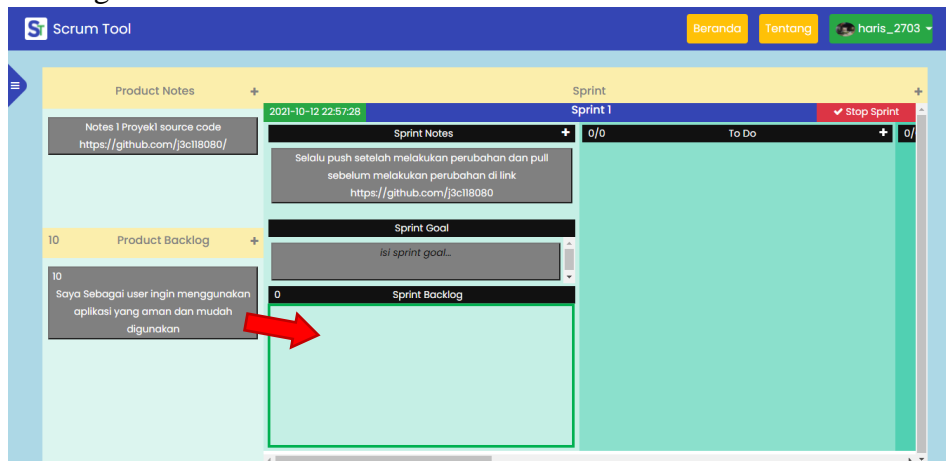 ST Scrum Tool
Beranda
Tentang
haris_2703
Product Notes +
Notes 1 Proyek1 source code
https://github.com/j3c118080/
10 Product Backlog +
10
Saya Sebagai user ingin menggunakan
aplikasi yang aman dan mudah
digunakan
Sprint +
2021-10-12 22:57:28
Sprint 1
Stop Sprint
Sprint Notes +
Selalu push setelah melakukan perubahan dan pull
sebelum melakukan perubahan di link
https://github.com/j3c118080
Sprint Goal
isi sprint goal...
0 Sprint Backlog
0/0 To Do +
0/